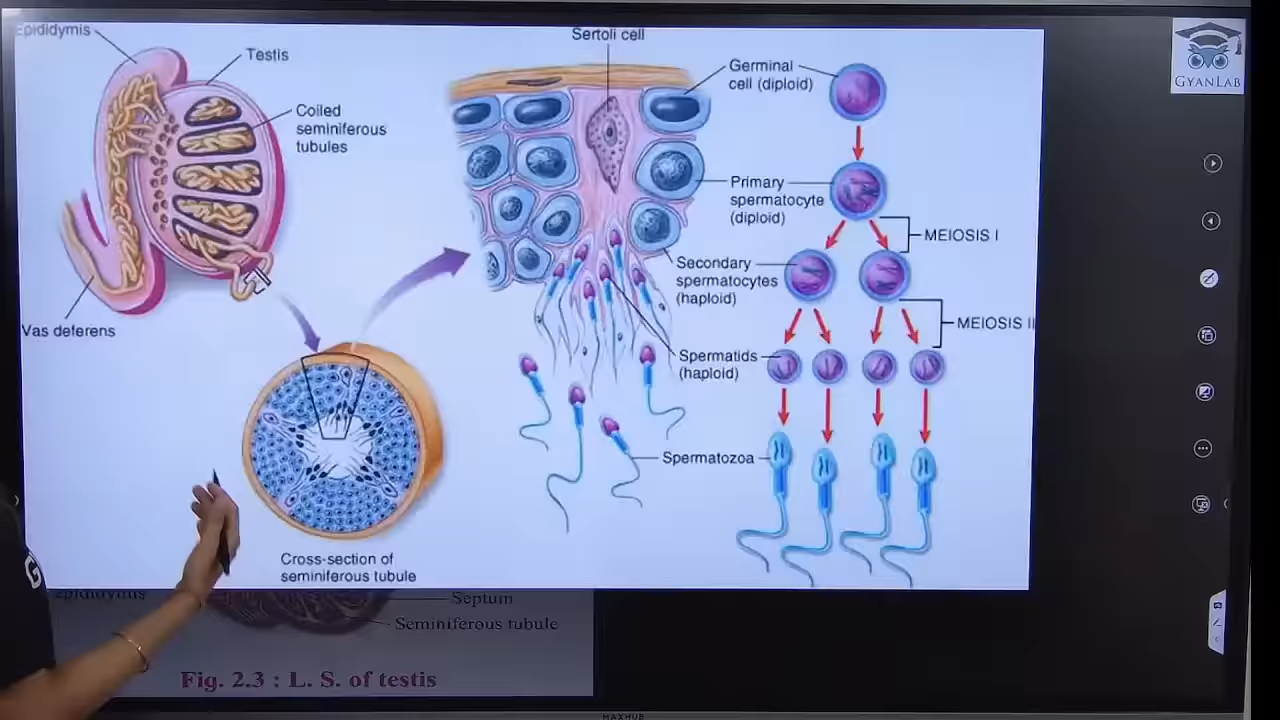 Epididymis
Testis
Coiled
seminiferous
tubules
Vas deferens
Cross-section of
seminiferous tubule
Sertoli cell
Germinal
cell (diploid)
Primary
spermatocyte
(diploid)
MEIOSIS I
Secondary
spermatocytes
(haploid)
MEIOSIS II
Spermatids
(haploid)
Spermatozoa
GYANLAB
epididymis
Septum
Seminiferous tubule
Fig. 2.3 : L. S. of testis
MAXHUB
G